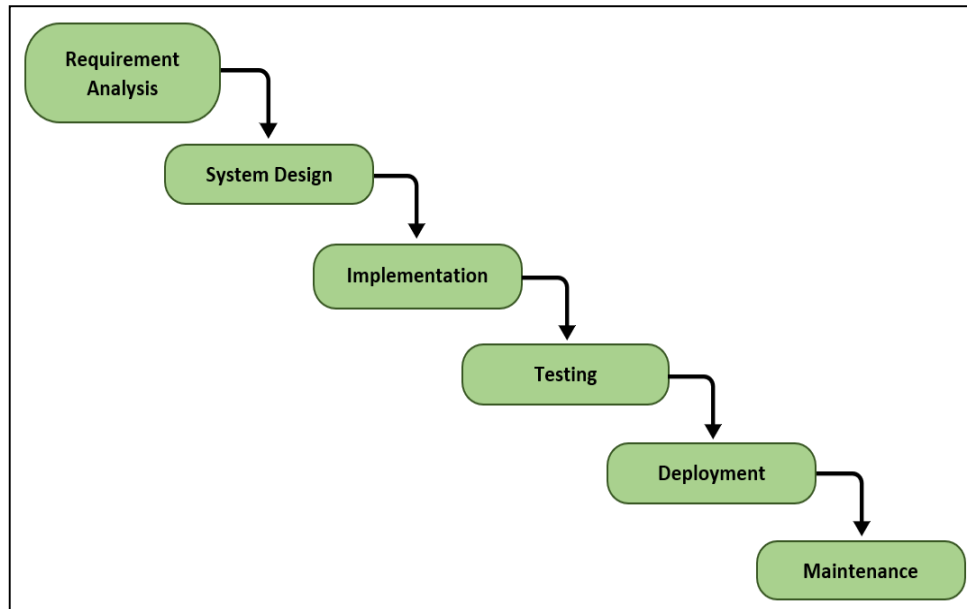 Requirement
Analysis
System Design
Implementation
Testing
Deployment
Maintenance